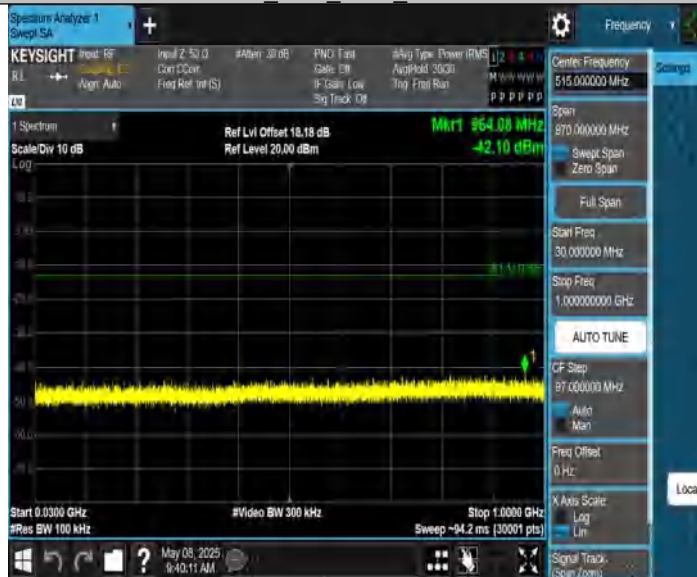 Spectrum Analyzer 1
Swept SA
Frequency
KEYSIGHT Input: RF
Coupling: DC
Align: Auto
Input Z: 50 Ω
Corr CCorr
Freq Ref: Int (S)
#Atten: 30 dB
PNO: Fast
Gate: Off
IF Gain: Low
Sig Track: Off
#Avg Type: Power (RMS
Avg|Hold: 30/30
Trig: Free Run
P P P P P
1 Spectrum
Scale/Div 10 dB
Log
Ref Lvl Offset 18.18 dB
Ref Level 20.00 dBm
Mkr1 964.08 MHz
-42.10 dBm
1
Start 0.0300 GHz
#Res BW 100 kHz
#Video BW 300 kHz
Stop 1.0000 GHz
Sweep ~94.2 ms (30001 pts)
?
May 08, 2025
9:40:11 AM
Center Frequency
515.000000 MHz
Settings
Span
970.000000 MHz
Swept Span
Zero Span
Full Span
Start Freq
30.000000 MHz
Stop Freq
1.000000000 GHz
AUTO TUNE
CF Step
97.000000 MHz
Auto
Man
Freq Offset
0 Hz
X Axis Scale
Log
Lin
Signal Track
(Span Zoom)
Loca